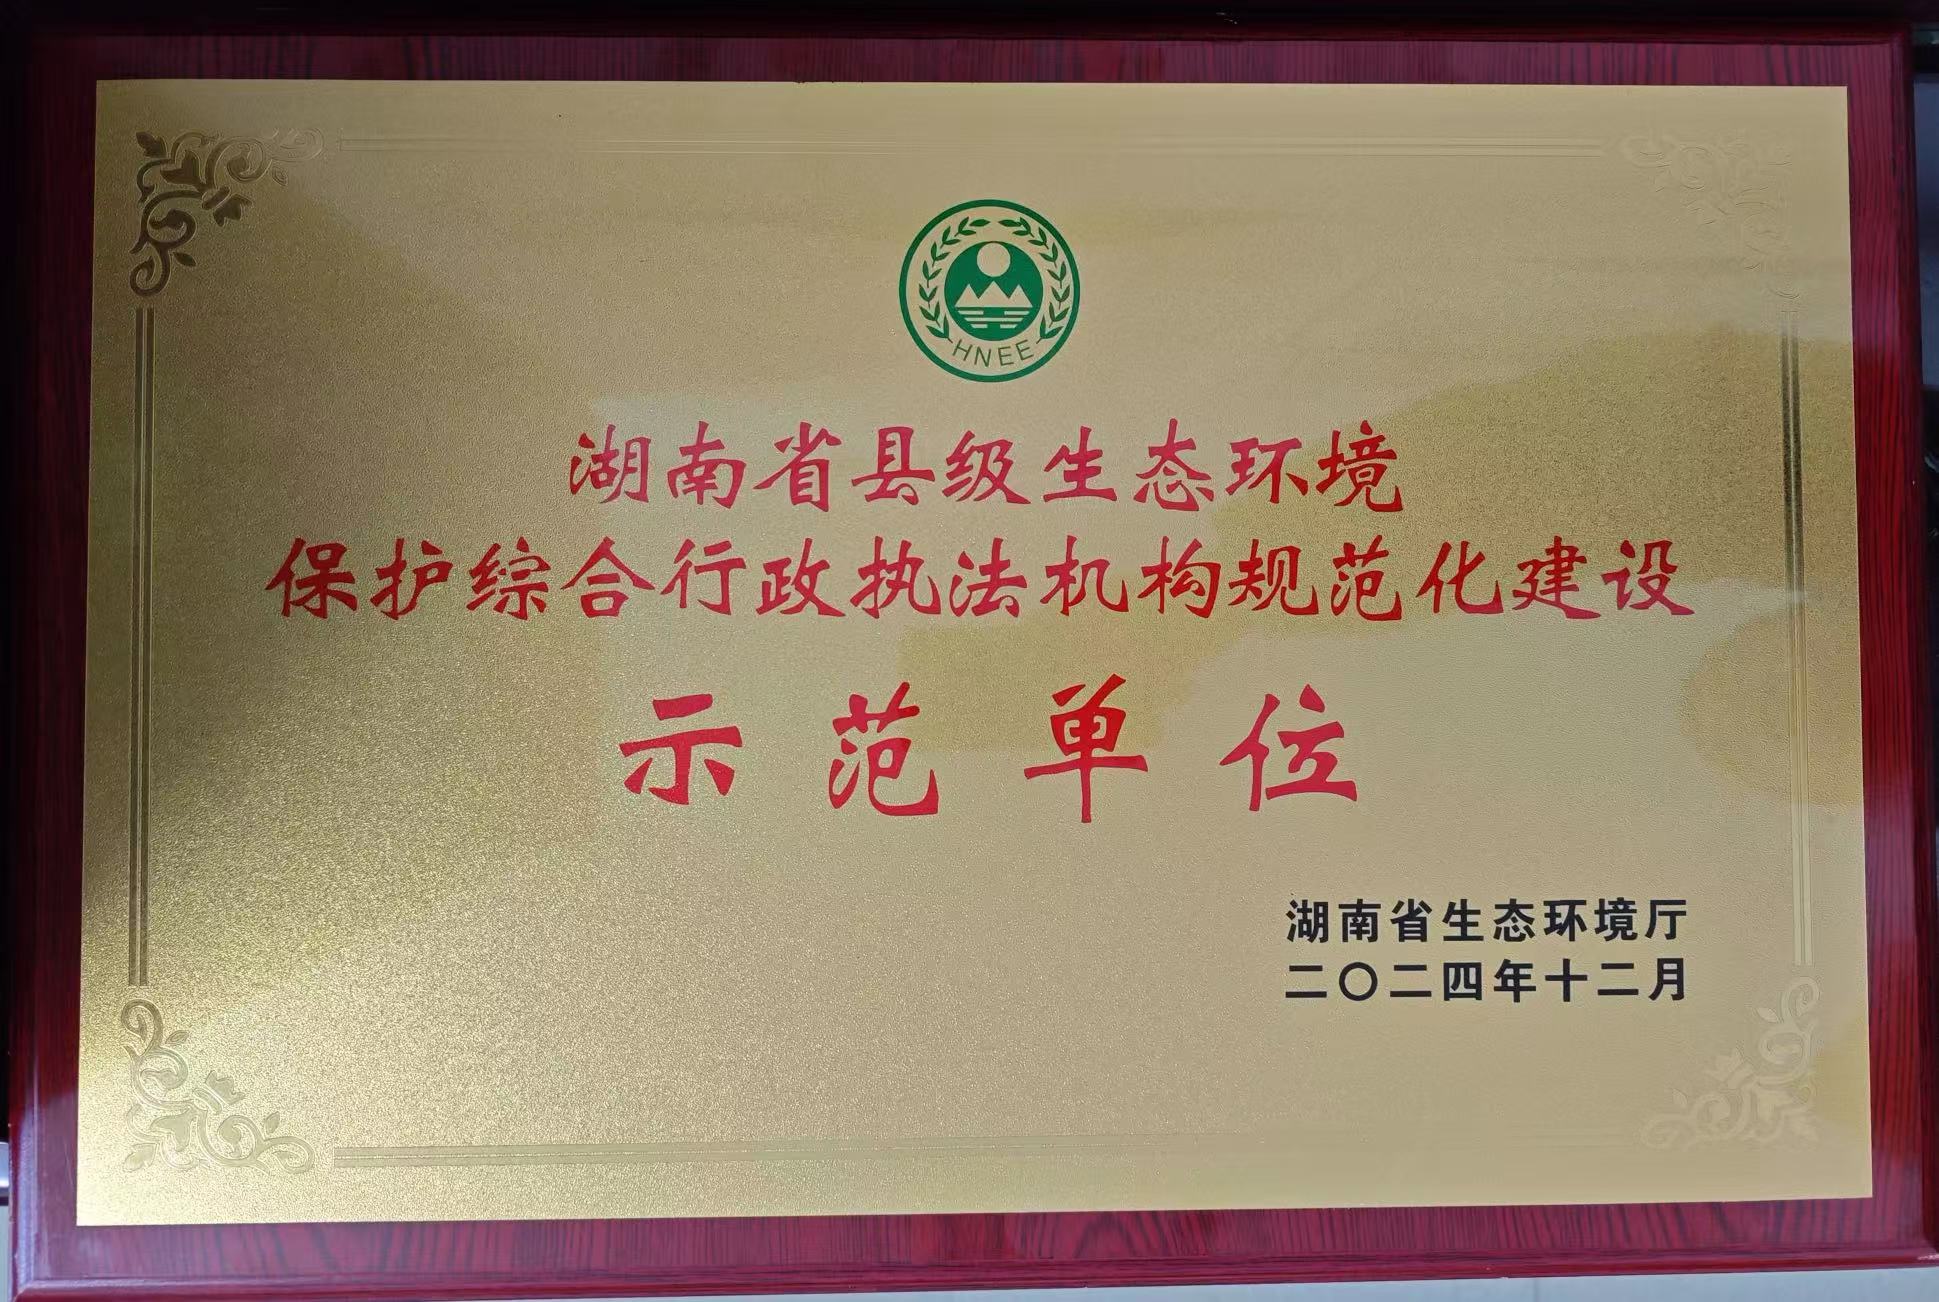 HNEE
湖南省县级生态环境
保护综合行政执法机构规范化建设
示范单位
湖南省生态环境厅
二〇二四年十二月